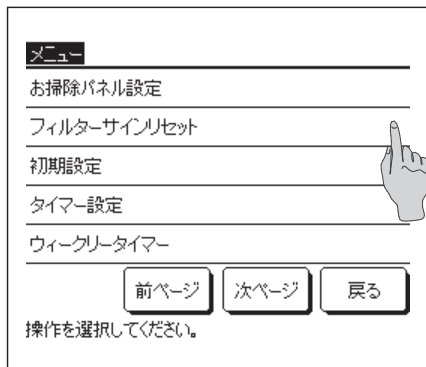 メニュー
お掃除パネル設定
フィルターサインリセット
初期設定
タイマー設定
ウィークリータイマー
前ページ 次ページ 戻る
操作を選択してください。